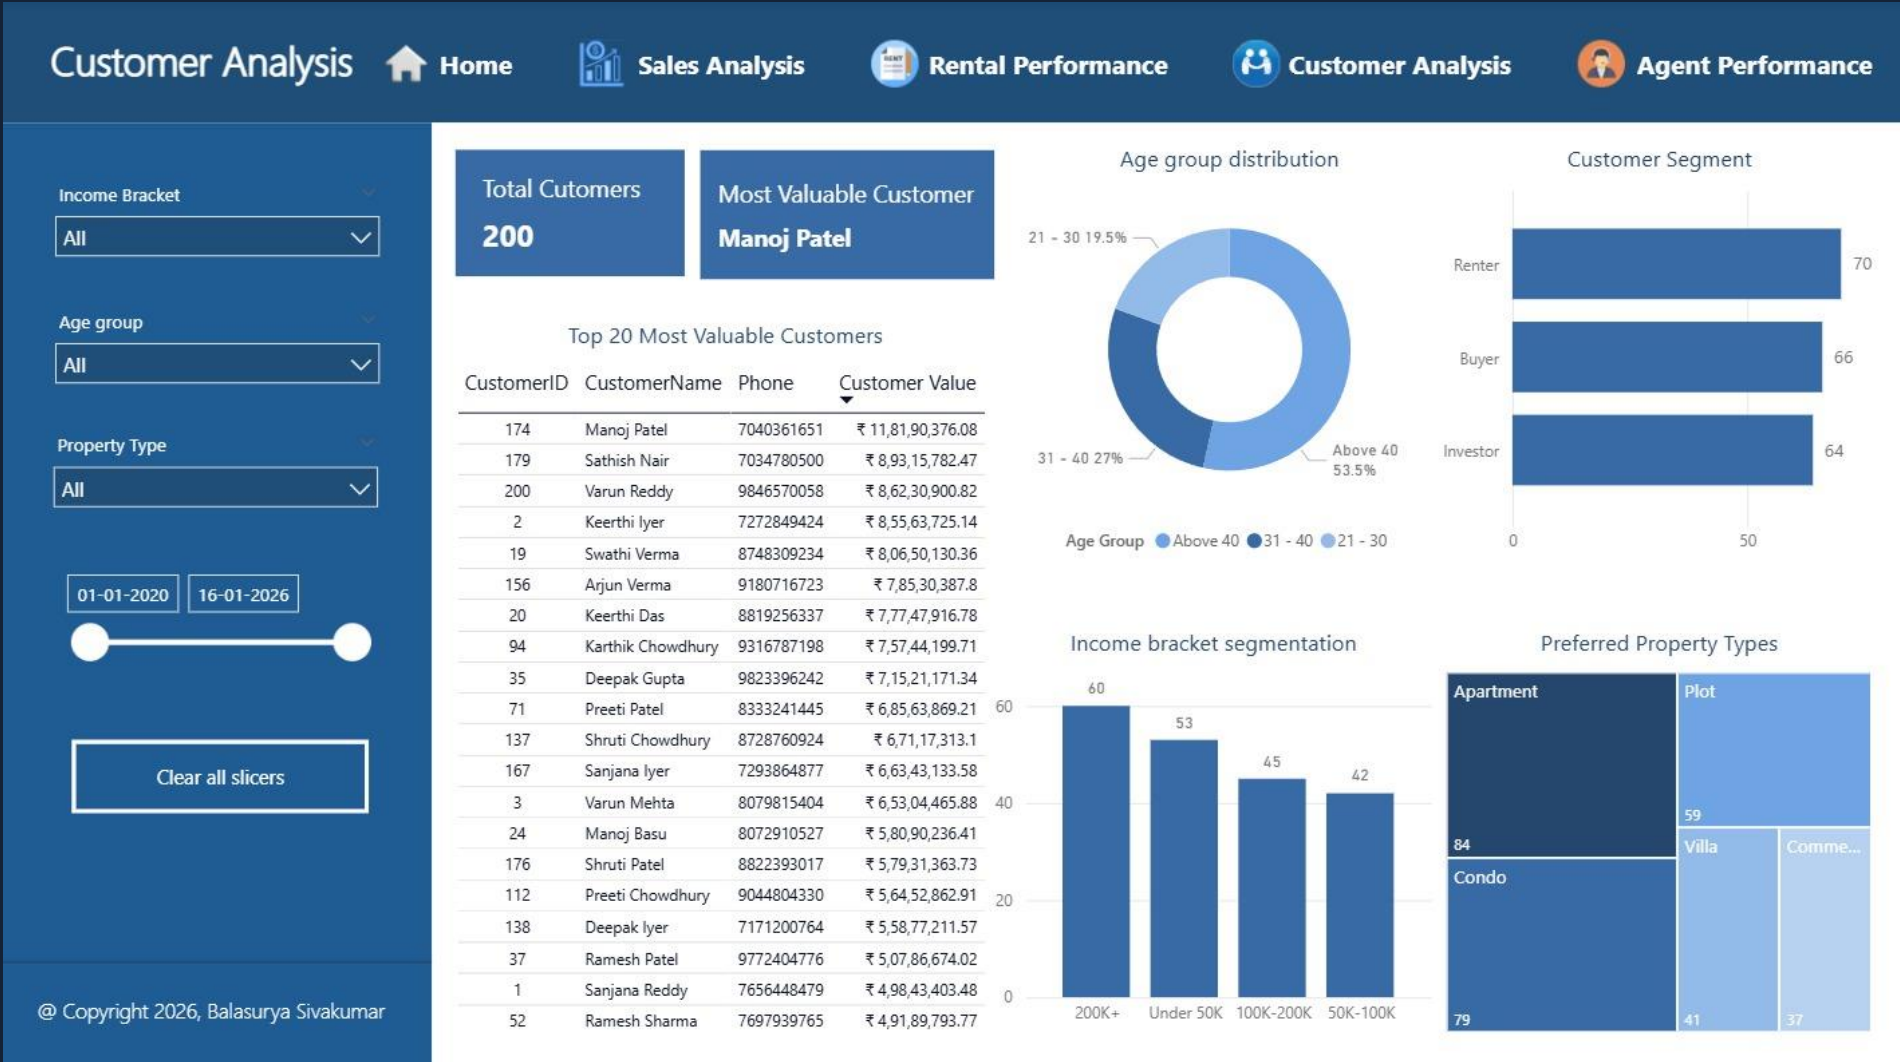 Customer Analysis
Home
Sales Analysis
RENT
Rental Performance
Customer Analysis
Agent Performance
Income Bracket
All
Age group
All
Property Type
All
01-01-2020 16-01-2026
Clear all slicers
@ Copyright 2026, Balasurya Sivakumar
Total Cutomers
200
Most Valuable Customer
Manoj Patel
Top 20 Most Valuable Customers
CustomerID CustomerName Phone Customer Value
174 Manoj Patel 7040361651 ₹ 11,81,90,376.08
179 Sathish Nair 7034780500 ₹ 8,93,15,782.47
200 Varun Reddy 9846570058 ₹ 8,62,30,900.82
2 Keerthi Iyer 7272849424 ₹ 8,55,63,725.14
19 Swathi Verma 8748309234 ₹ 8,06,50,130.36
156 Arjun Verma 9180716723 ₹ 7,85,30,387.8
20 Keerthi Das 8819256337 ₹ 7,77,47,916.78
94 Karthik Chowdhury 9316787198 ₹ 7,57,44,199.71
35 Deepak Gupta 9823396242 ₹ 7,15,21,171.34
71 Preeti Patel 8333241445 ₹ 6,85,63,869.21
137 Shruti Chowdhury 8728760924 ₹ 6,71,17,313.1
167 Sanjana Iyer 7293864877 ₹ 6,63,43,133.58
3 Varun Mehta 8079815404 ₹ 6,53,04,465.88
24 Manoj Basu 8072910527 ₹ 5,80,90,236.41
176 Shruti Patel 8822393017 ₹ 5,79,31,363.73
112 Preeti Chowdhury 9044804330 ₹ 5,64,52,862.91
138 Deepak Iyer 7171200764 ₹ 5,58,77,211.57
37 Ramesh Patel 9772404776 ₹ 5,07,86,674.02
1 Sanjana Reddy 7656448479 ₹ 4,98,43,403.48
52 Ramesh Sharma 7697939765 ₹ 4,91,89,793.77
Age group distribution
21 - 30 19.5%
31 - 40 27%
Above 40
53.5%
Age Group Above 40 31 - 40 21 - 30
Customer Segment
Renter 70
Buyer 66
Investor 64
0 50
Income bracket segmentation
60
53
45
42
60
40
20
0
200K+ Under 50K 100K-200K 50K-100K
Preferred Property Types
Apartment
84
Condo
79
Plot
59
Villa
41
Comme...
37